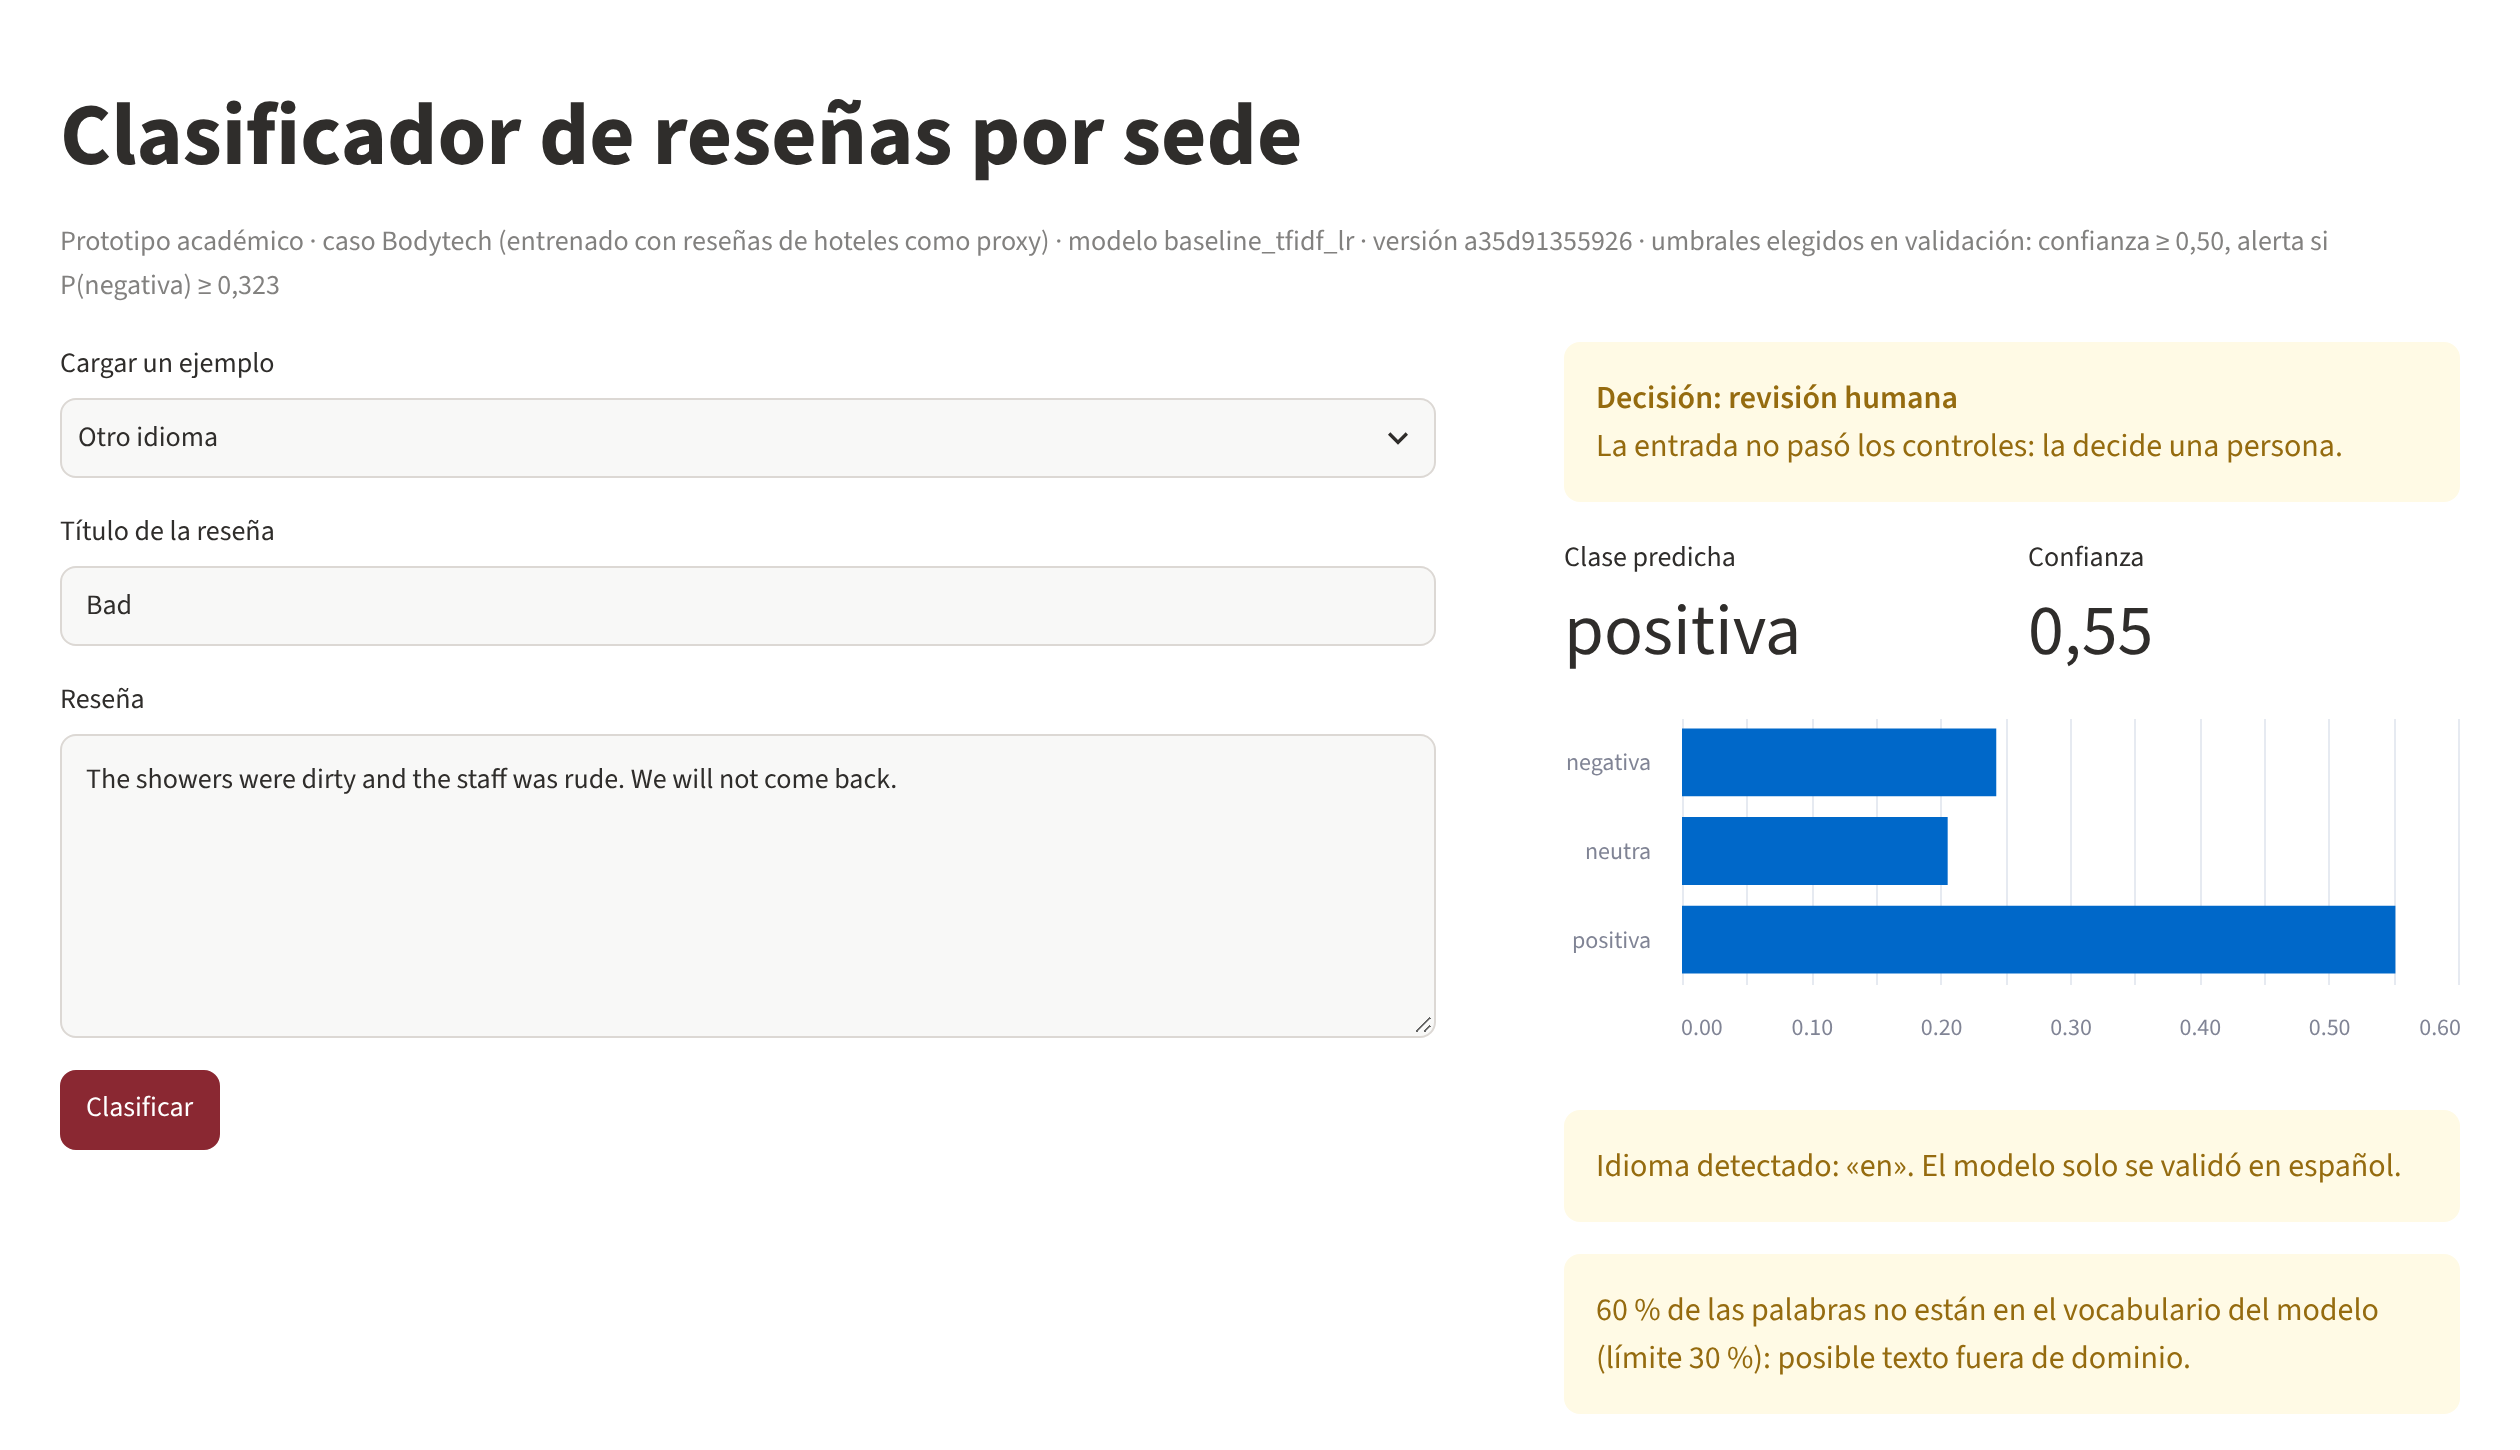 Clasificador de reseñas por sede
Prototipo académico · caso Bodytech (entrenado con reseñas de hoteles como proxy) · modelo baseline_tfidf_lr · versión a35d91355926 · umbrales elegidos en validación: confianza ≥ 0,50, alerta si
P(negativa) ≥ 0,323
Cargar un ejemplo
Otro idioma
Título de la reseña
Bad
Reseña
The showers were dirty and the staff was rude. We will not come back.
Clasificar
Decisión: revisión humana
La entrada no pasó los controles: la decide una persona.
Clase predicha
positiva
Confianza
0,55
negativa
neutra
positiva
0.00 0.10 0.20 0.30 0.40 0.50 0.60
Idioma detectado: «en». El modelo solo se validó en español.
60 % de las palabras no están en el vocabulario del modelo
(límite 30 %): posible texto fuera de dominio.